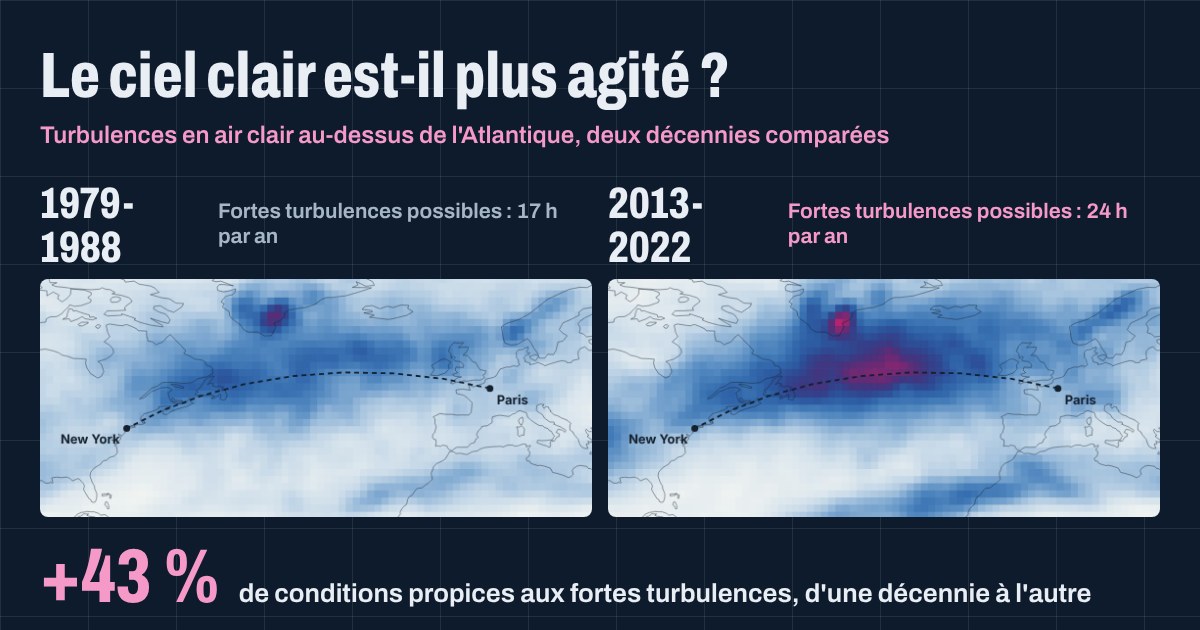 Le ciel clair est-il plus agité ?
Turbulences en air clair au-dessus de l'Atlantique, deux décennies comparées
1979-
1988
Fortes turbulences possibles : 17 h
par an
2013-
2022
Fortes turbulences possibles : 24 h
par an
Paris
New York
Paris
New York
+43 % de conditions propices aux fortes turbulences, d'une décennie à l'autre